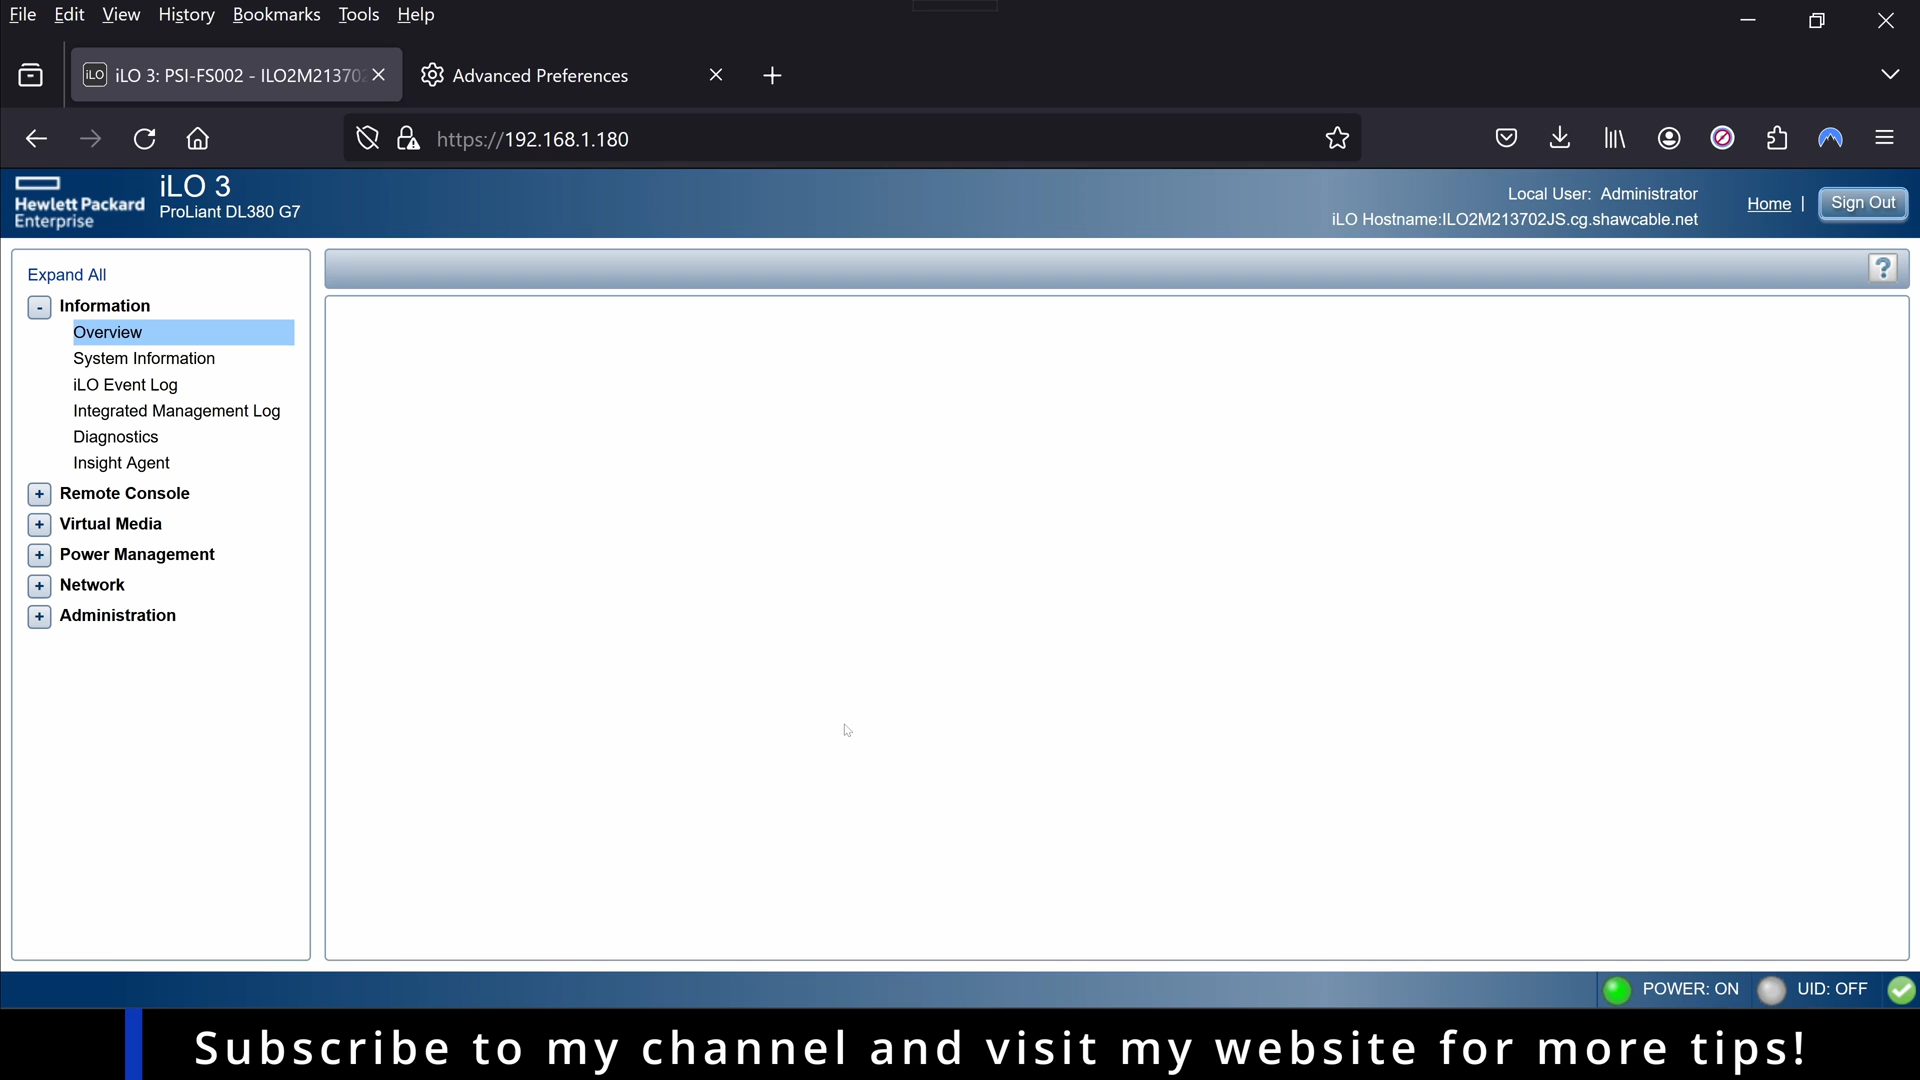 File Edit View History Bookmarks Tools Help
iLO iLO 3: PSI-FS002 - ILO2M213702
Advanced Preferences
https://192.168.1.180
Hewlett Packard
Enterprise
iLO 3
ProLiant DL380 G7
Local User: Administrator
iLO Hostname:ILO2M213702JS.cg.shawcable.net
Home |
Sign Out
?
Expand All
- Information
Overview
System Information
iLO Event Log
Integrated Management Log
Diagnostics
Insight Agent
+ Remote Console
+ Virtual Media
+ Power Management
+ Network
+ Administration
POWER: ON
UID: OFF
Subscribe to my channel and visit my website for more tips!